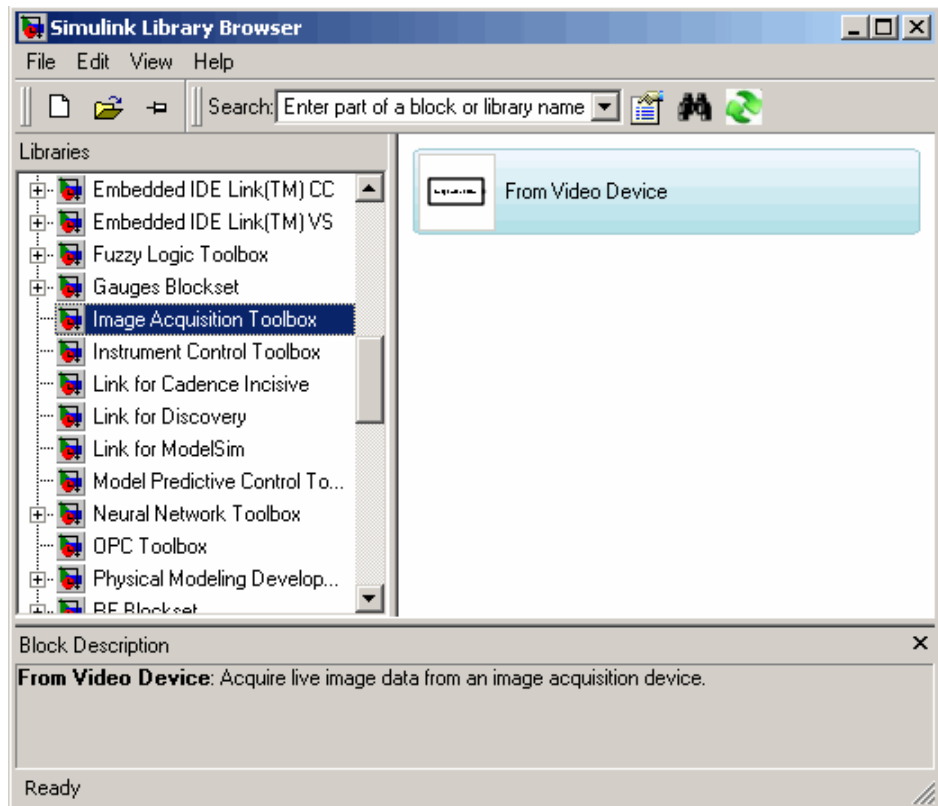 Simulink Library Browser
File Edit View Help
Search: Enter part of a block or library name
Libraries
Embedded IDE Link(TM) CC
Embedded IDE Link(TM) VS
Fuzzy Logic Toolbox
Gauges Blockset
Image Acquisition Toolbox
Instrument Control Toolbox
Link for Cadence Incisive
Link for Discovery
Link for ModelSim
Model Predictive Control To...
Neural Network Toolbox
OPC Toolbox
Physical Modeling Develop...
RF Blockset
From Video Device
Block Description
From Video Device: Acquire live image data from an image acquisition device.
Ready